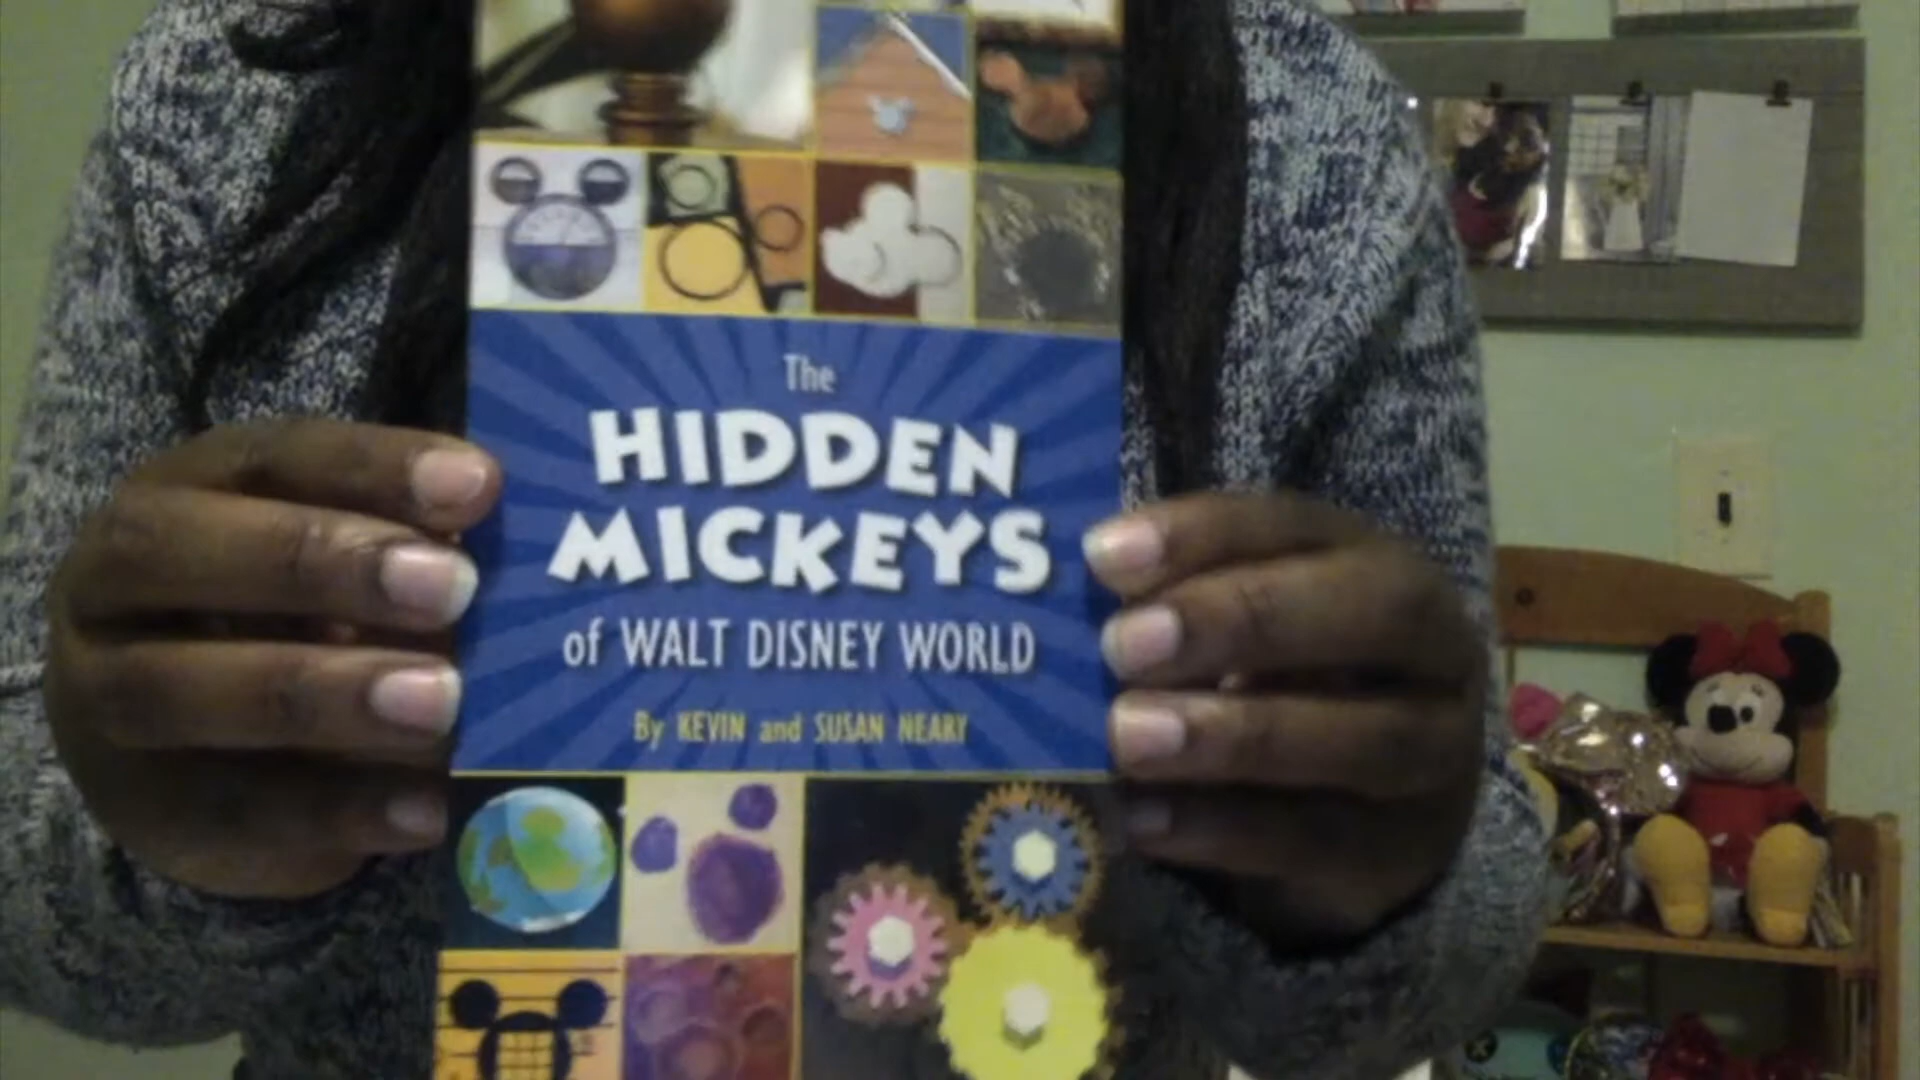 The
HIDDEN
MICKEYS
of WALT DISNEY WORLD
By KEVIN and SUSAN NEARY